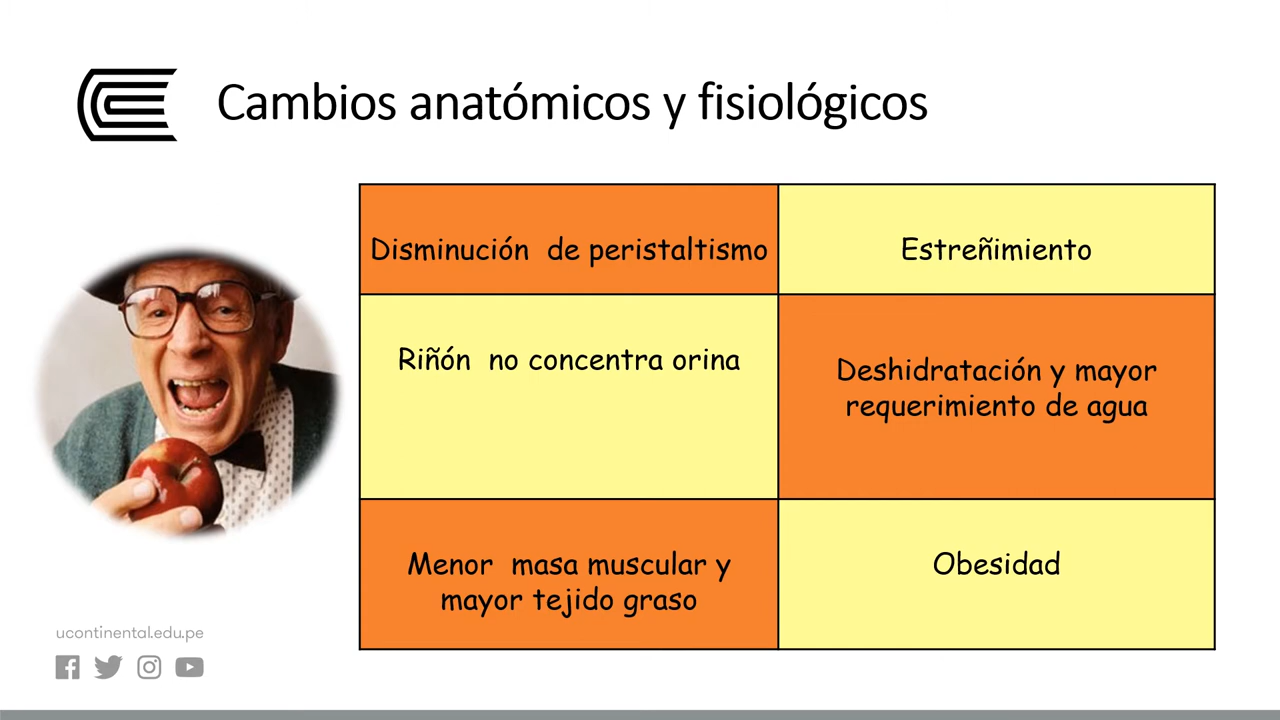 Cambios anatómicos y fisiológicos
Disminución de peristaltismo
Estreñimiento
Riñón no concentra orina
Deshidratación y mayor
requerimiento de agua
Menor masa muscular y
mayor tejido graso
Obesidad
ucontinental.edu.pe